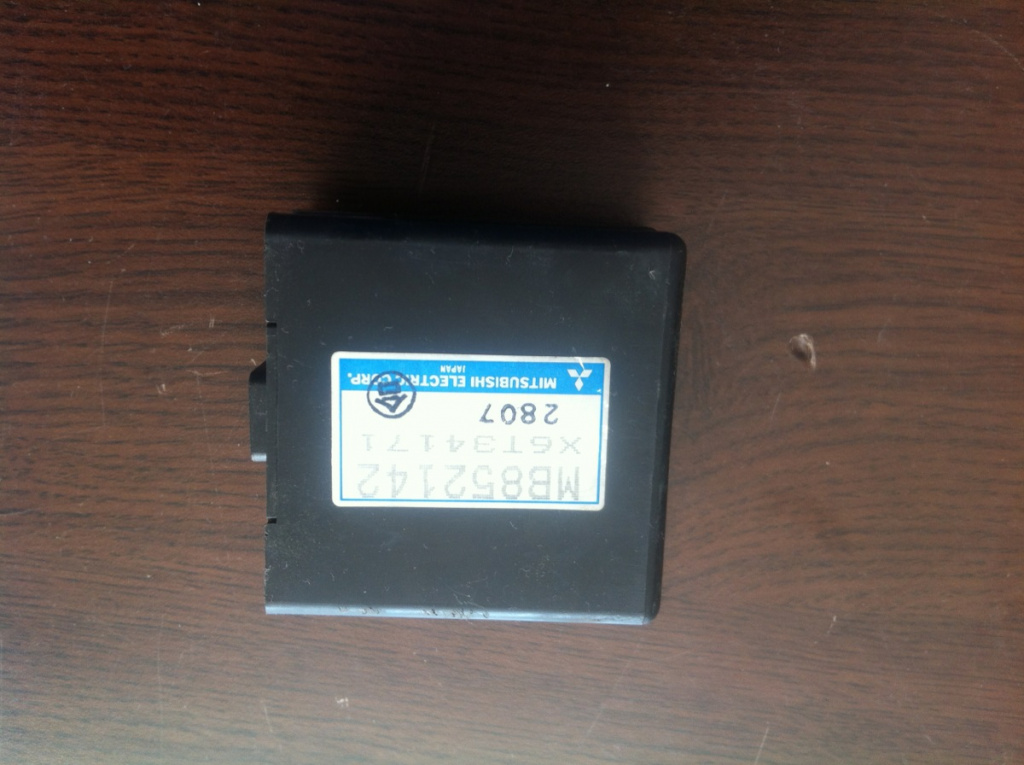 MITSUBISHI ELECTRIC CORP.
JAPAN
2807
X6T34171
MB852142